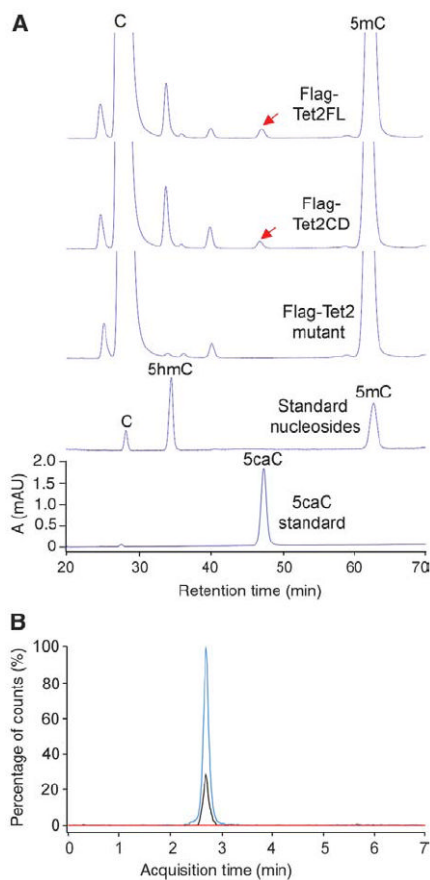 A
C
5mC
Flag-
Tet2FL
Flag-
Tet2CD
Flag-Tet2
mutant
5hmC
C
5mC
Standard
nucleosides
5caC
5caC
standard
A (mAU)
2.0
1.5
1.0
0.5
0
20 30 40 50 60 70
Retention time (min)
B
Percentage of counts (%)
100
80
60
40
20
0
0 1 2 3 4 5 6 7
Acquisition time (min)